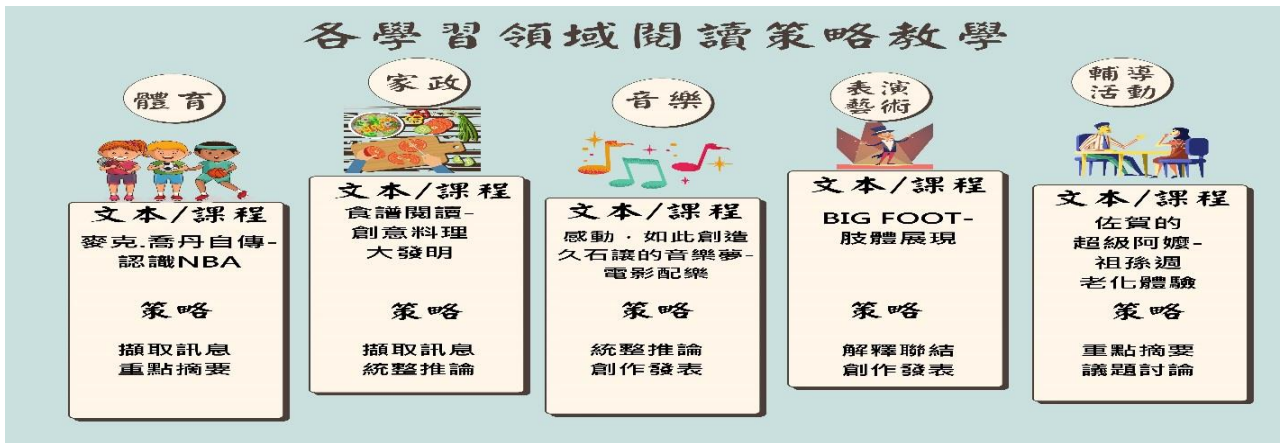 各學習領域閱讀策略教學
體育
文本/課程
麥克.喬丹自傳-
認識NBA
策略
擷取訊息
重點摘要
家政
文本/課程
食譜閱讀-
創意料理
大發明
策略
擷取訊息
統整推論
音樂
文本/課程
感動，如此創造
久石讓的音樂夢-
電影配樂
策略
統整推論
創作發表
表演
藝術
文本/課程
BIG FOOT-
肢體展現
策略
解釋聯結
創作發表
輔導
活動
文本/課程
佐賀的
超級阿嬤-
祖孫週
老化體驗
策略
重點摘要
議題討論